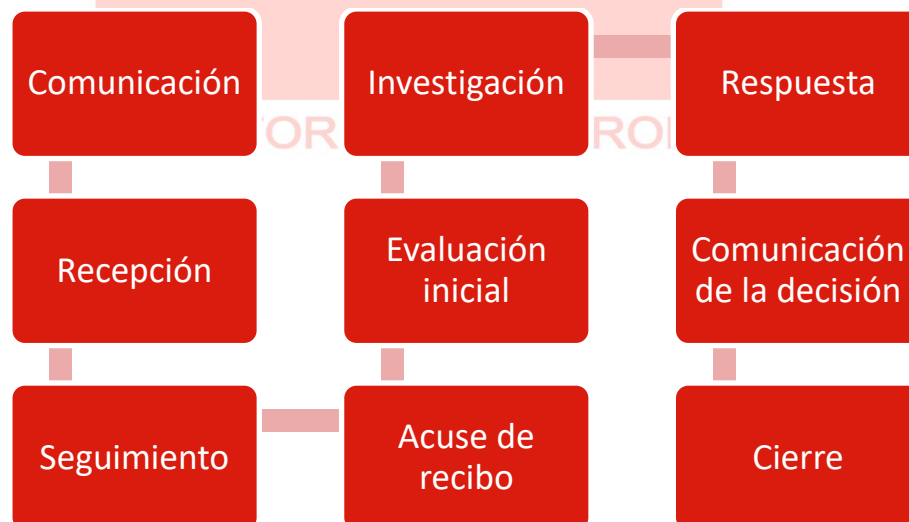 Comunicación
Recepción
Seguimiento
Acuse de
recibo
Evaluación
inicial
Investigación
Respuesta
Comunicación
de la decisión
Cierre